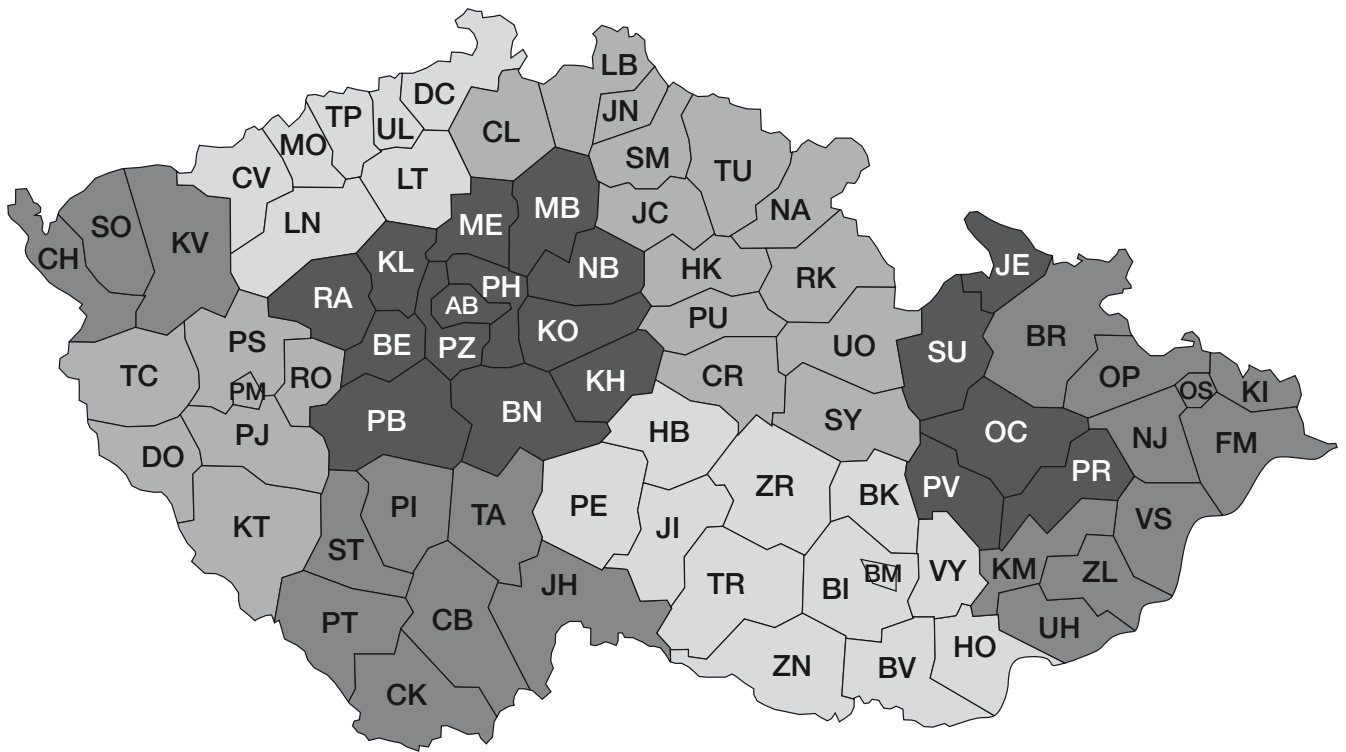 LB
DC
JN
TP
UL
CL
MO
SM
TU
CV
LT
NA
MB
JC
SO
LN
ME
KV
CH
KL
NB
HK
JE
RK
PH
RA
AB
PU
KO
BR
BE
PZ
UO
SU
PS
TC
RO
KH
CR
OP
PM
OS
KI
PB
BN
SY
HB
OC
PJ
NJ
FM
DO
PR
ZR
PV
BK
PI
PE
TA
KT
JI
VS
ST
KM
ZL
VY
BM
TR
BI
JH
PT
CB
UH
HO
ZN
BV
CK